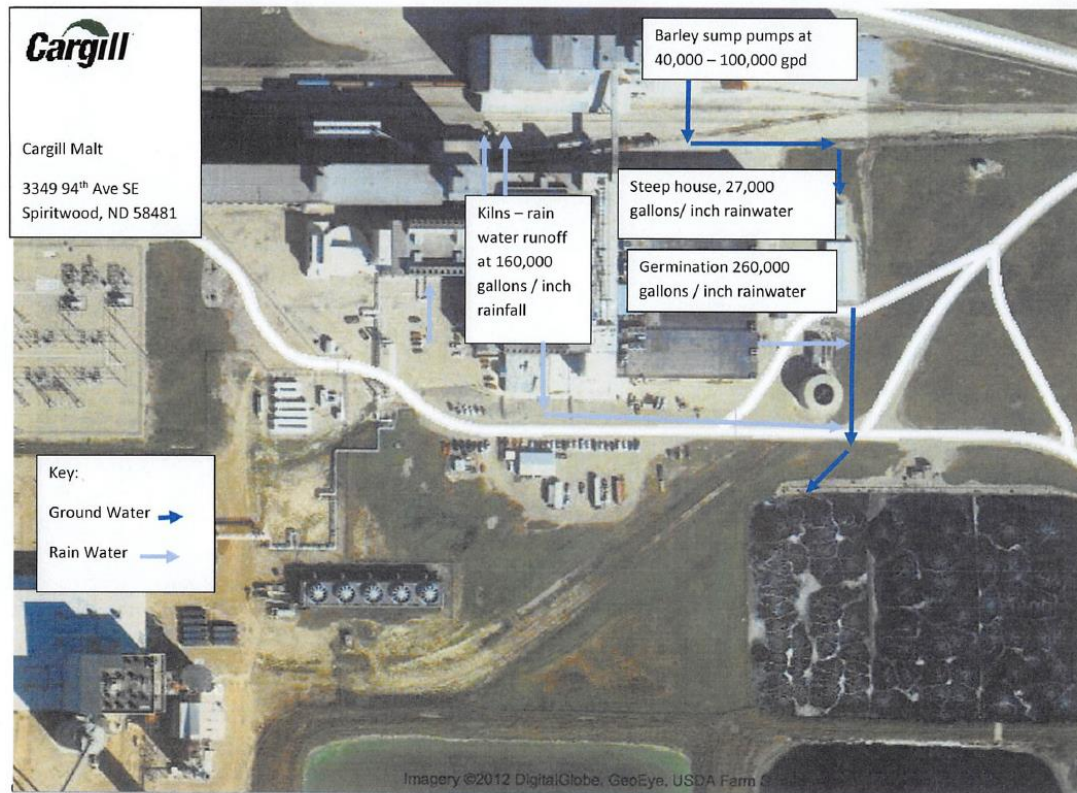 Cargill
Cargill Malt
3349 94th Ave SE
Spiritwood, ND 58481
Barley sump pumps at
40,000 – 100,000 gpd
Steep house, 27,000
gallons/ inch rainwater
Kilns – rain
water runoff
at 160,000
gallons / inch
rainfall
Germination 260,000
gallons / inch rainwater
Key:
Ground Water
Rain Water
Imagery ©2012 DigitalGlobe, GeoEye, USDA Farm